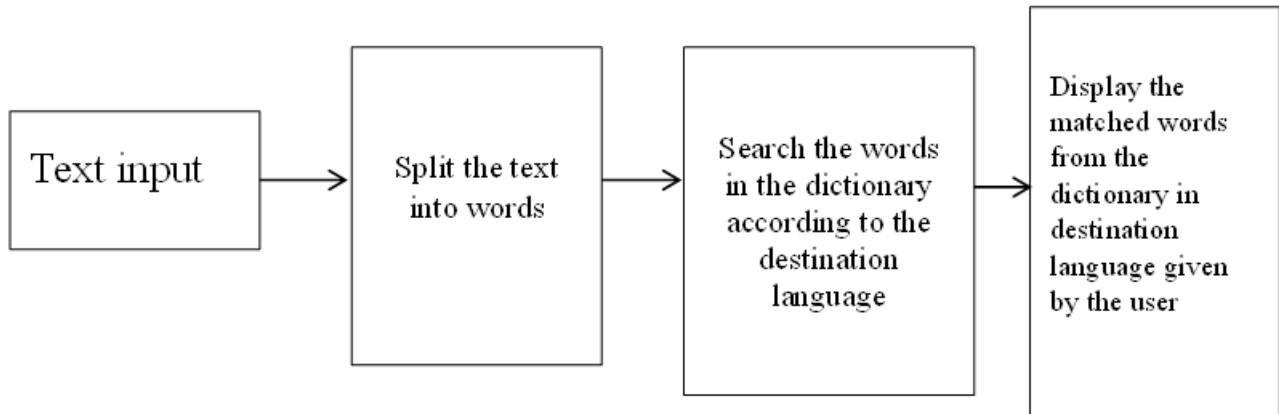 Text input
Split the text
into words
Search the words
in the dictionary
according to the
destination
language
Display the
matched words
from the
dictionary in
destination
language given
by the user